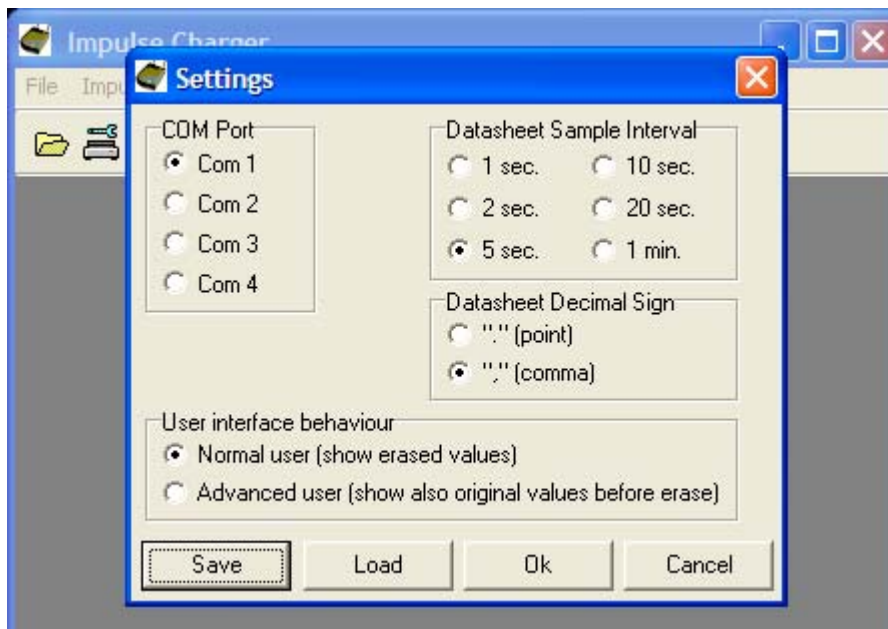 Impulse Charger
File Impu
Settings
COM Port
Com 1
Com 2
Com 3
Com 4
Datasheet Sample Interval
1 sec. 10 sec.
2 sec. 20 sec.
5 sec. 1 min.
Datasheet Decimal Sign
"." (point)
"," (comma)
User interface behaviour
Normal user (show erased values)
Advanced user (show also original values before erase)
Save Load Ok Cancel